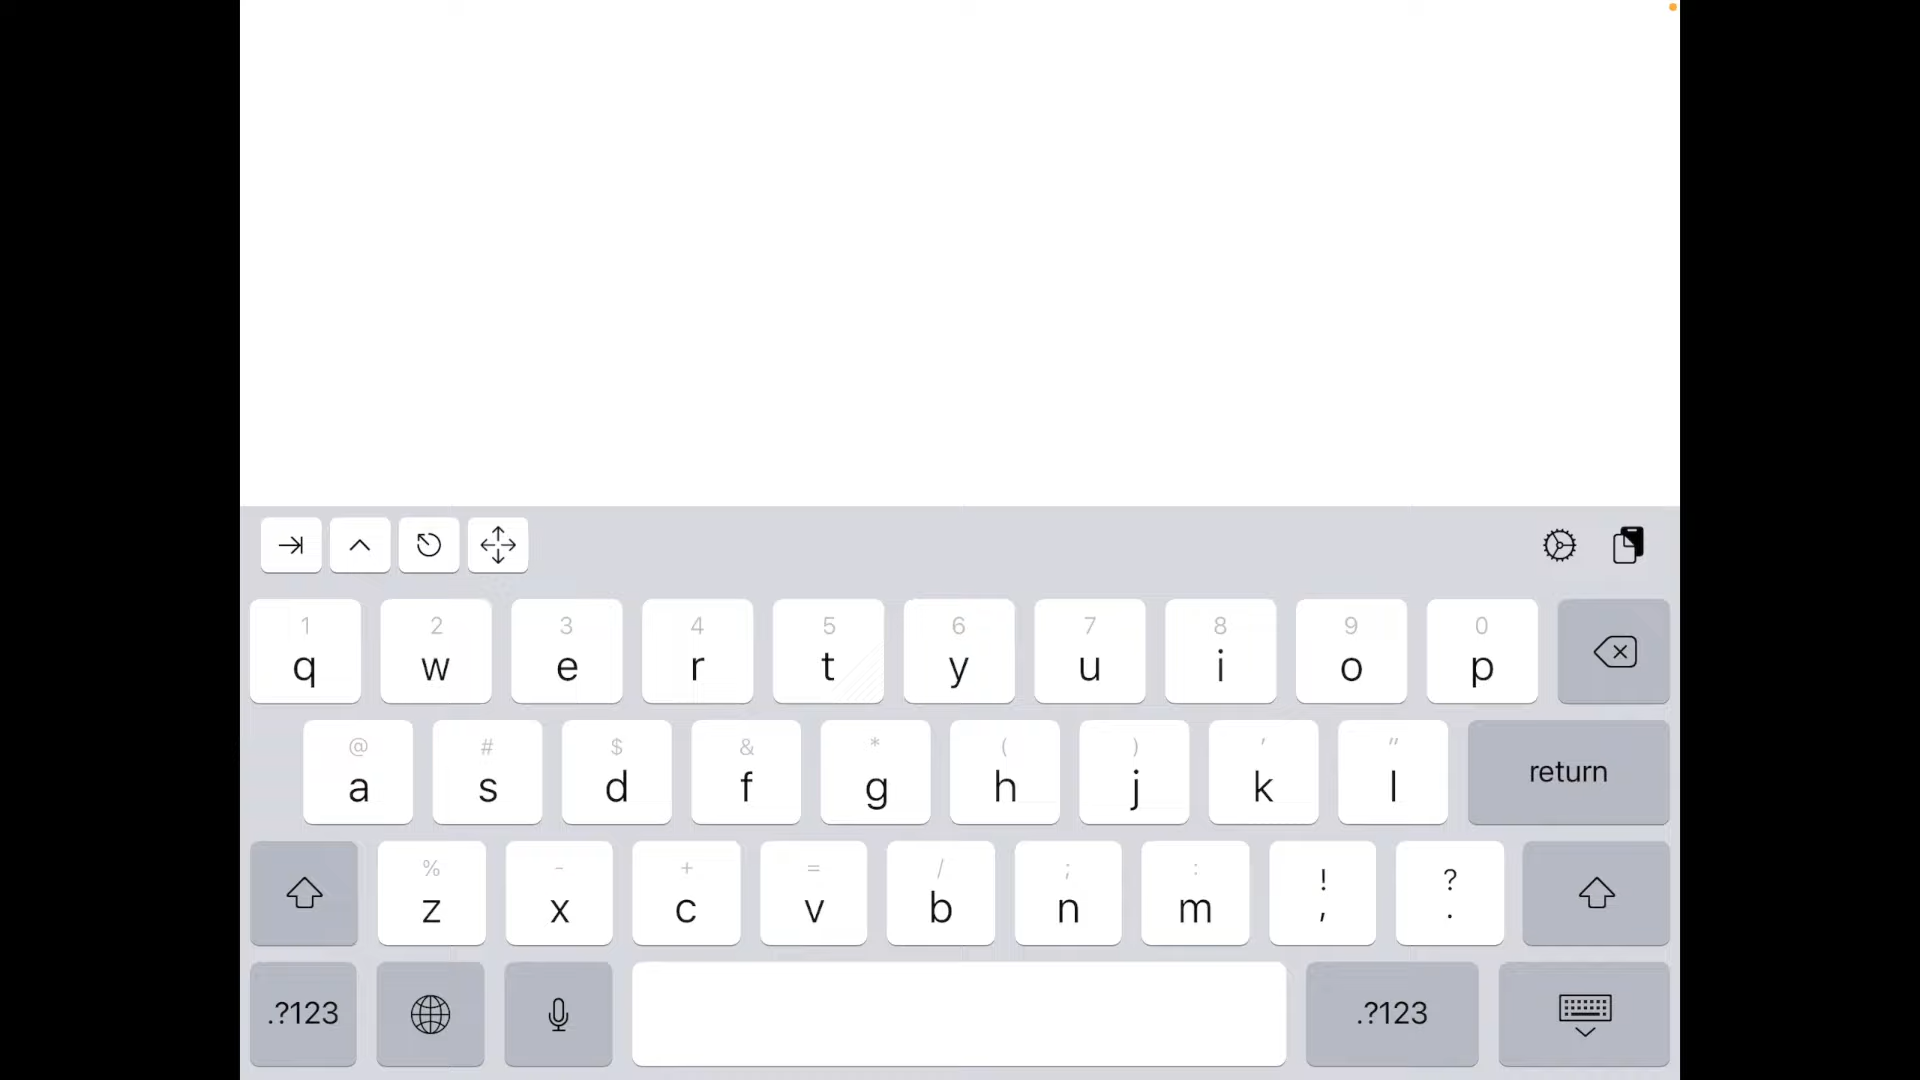 1 2 3 4 5 6 7 8 9 0
q w e r t y u i o p
@ # $ & * ( ) ' "
a s d f g h j k l return
% - + = / ; : ! ?
z x c v b n m , .
.?123 .?123